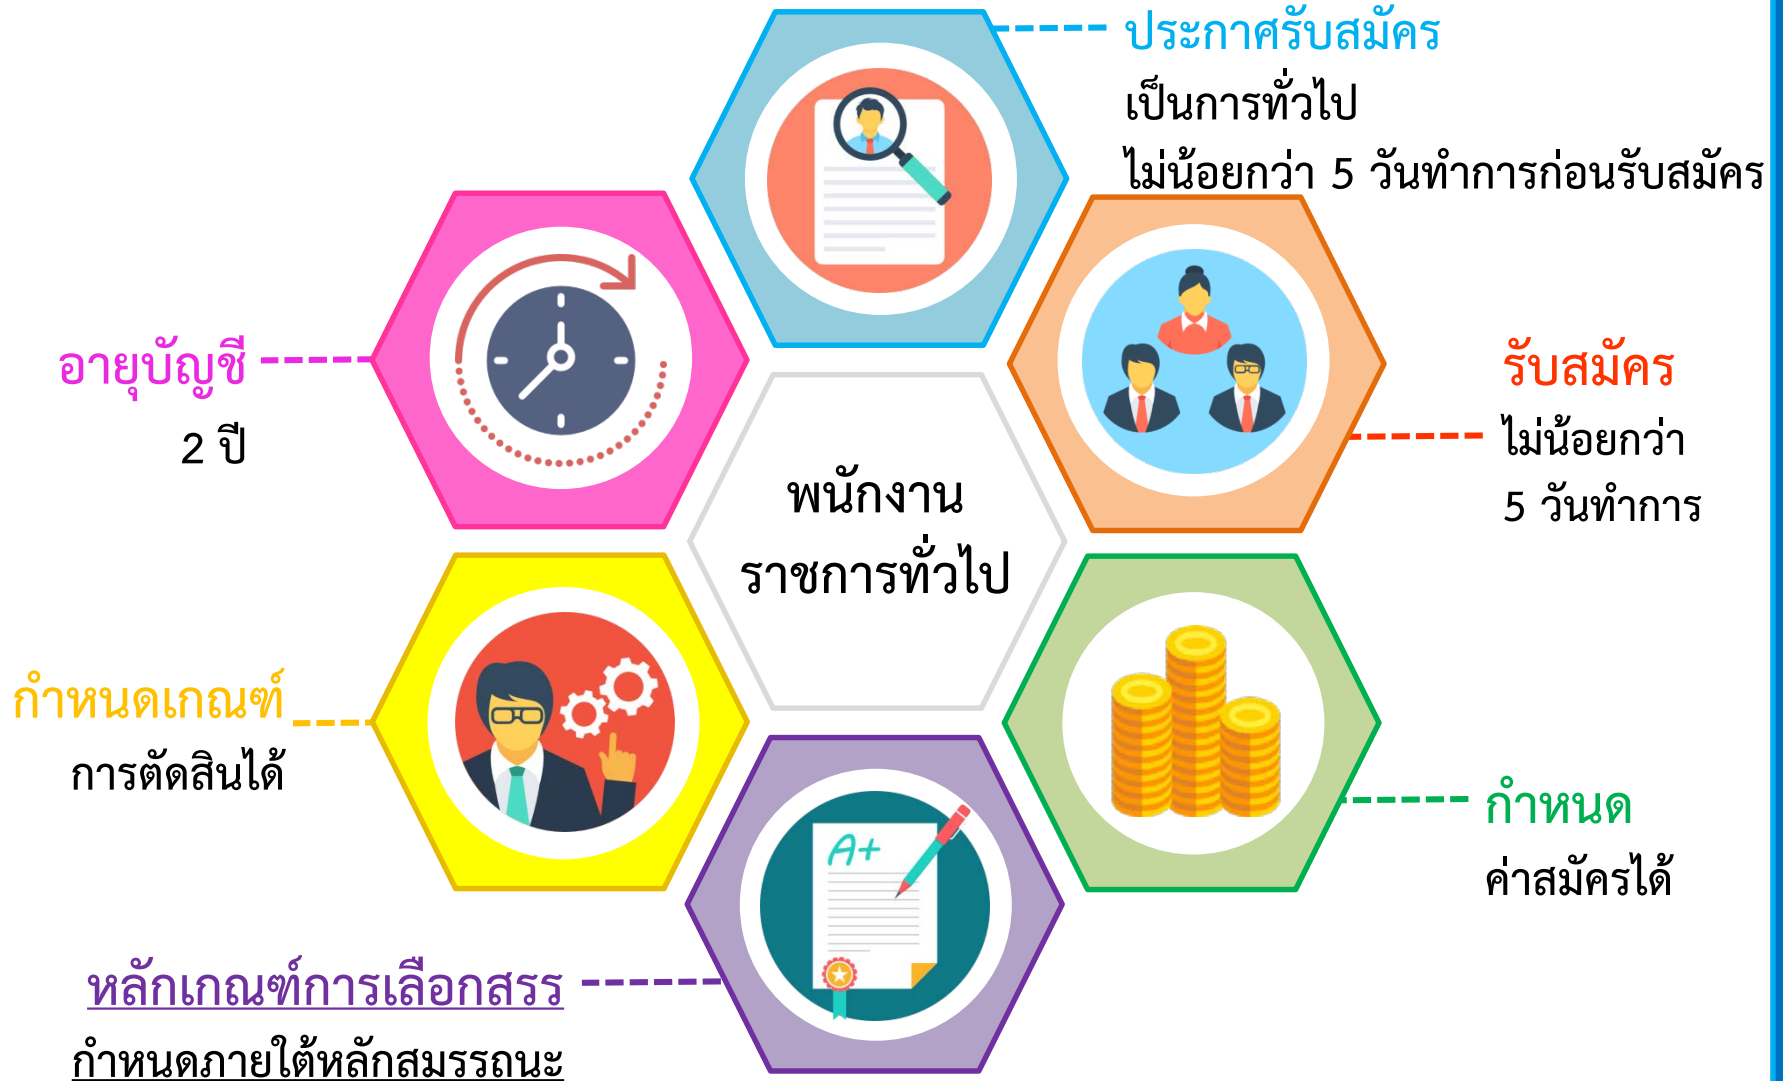 ประกาศรับสมัคร
เป็นการทั่วไป
ไม่น้อยกว่า 5 วันทำการก่อนรับสมัคร
รับสมัคร
ไม่น้อยกว่า
5 วันทำการ
กำหนด
ค่าสมัครได้
หลักเกณฑ์การเลือกสรร
กำหนดภายใต้หลักสมรรถนะ
กำหนดเกณฑ์
การตัดสินได้
อายุบัญชี
2 ปี
พนักงาน
ราชการทั่วไป
A+